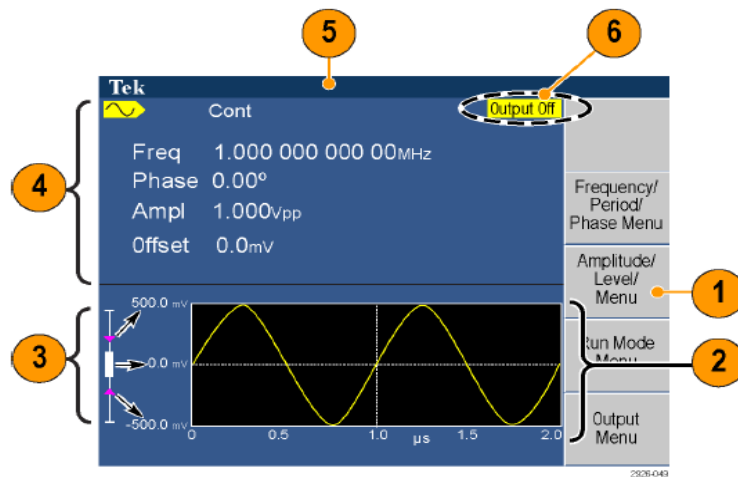 5
6
Tek
Cont
Output Off
4
Freq 1.000 000 000 00MHz
Phase 0.00º
Ampl 1.000Vpp
Offset 0.0mV
Frequency/
Period/
Phase Menu
Amplitude/
Level/
Menu
1
3
500.0 mV
0.0 mV
-500.0 mV
0 0.5 1.0 μs 1.5 2.0
Run Mode
Menu
2
Output
Menu
2926-049